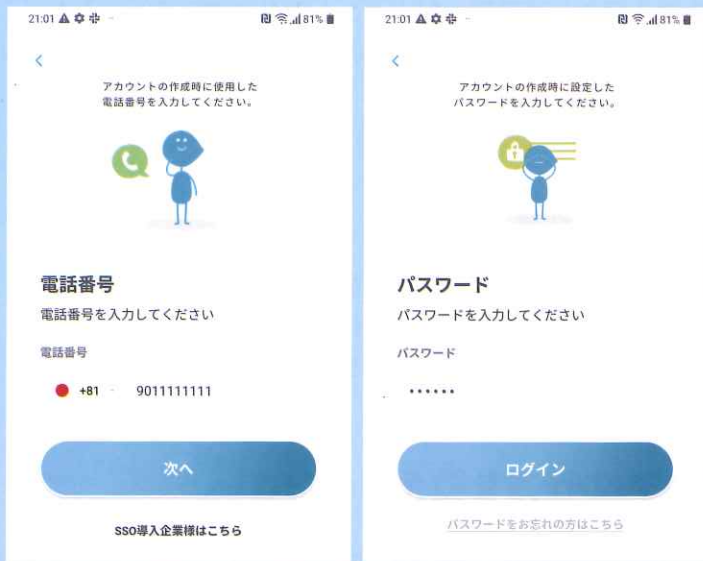 21:01
81%
アカウントの作成時に使用した
電話番号を入力してください。
電話番号
電話番号を入力してください
電話番号
+81 9011111111
次へ
SSO導入企業様はこちら
21:01
81%
アカウントの作成時に設定した
パスワードを入力してください。
パスワード
パスワードを入力してください
パスワード
••••••
ログイン
パスワードをお忘れの方はこちら